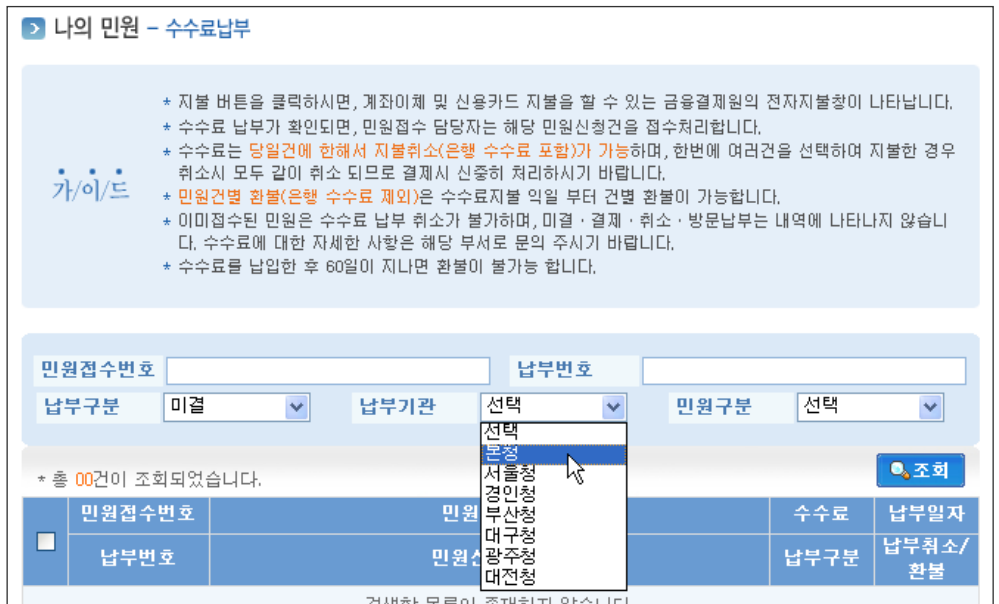 나의 민원 - 수수료납부
* 지불 버튼을 클릭하시면, 계좌이체 및 신용카드 지불을 할 수 있는 금융결제원의 전자지불창이 나타납니다.
* 수수료 납부가 확인되면, 민원접수 담당자는 해당 민원신청건을 접수처리합니다.
* 수수료는 당일건에 한해서 지불취소(은행 수수료 포함)가 가능하며, 한번에 여러건을 선택하여 지불한 경우
취소시 모두 같이 취소 되므로 결제시 신중히 처리하시기 바랍니다.
가/이/드
* 민원건별 환불(은행 수수료 제외)은 수수료지불 익일 부터 건별 환불이 가능합니다.
* 이미접수된 민원은 수수료 납부 취소가 불가하며, 미결 · 결제 · 취소 · 방문납부는 내역에 나타나지 않습니
다. 수수료에 대한 자세한 사항은 해당 부서로 문의 주시기 바랍니다.
* 수수료를 납입한 후 60일이 지나면 환불이 불가능 합니다.
민원접수번호 납부번호
납부구분 미결 납부기관 선택 민원구분 선택
선택
본청
서울청
경인청
부산청
대구청
광주청
대전청
* 총 00건이 조회되었습니다.
조회
민원접수번호 민원 수수료 납부일자
납부번호 납부구분 납부취소/
환불